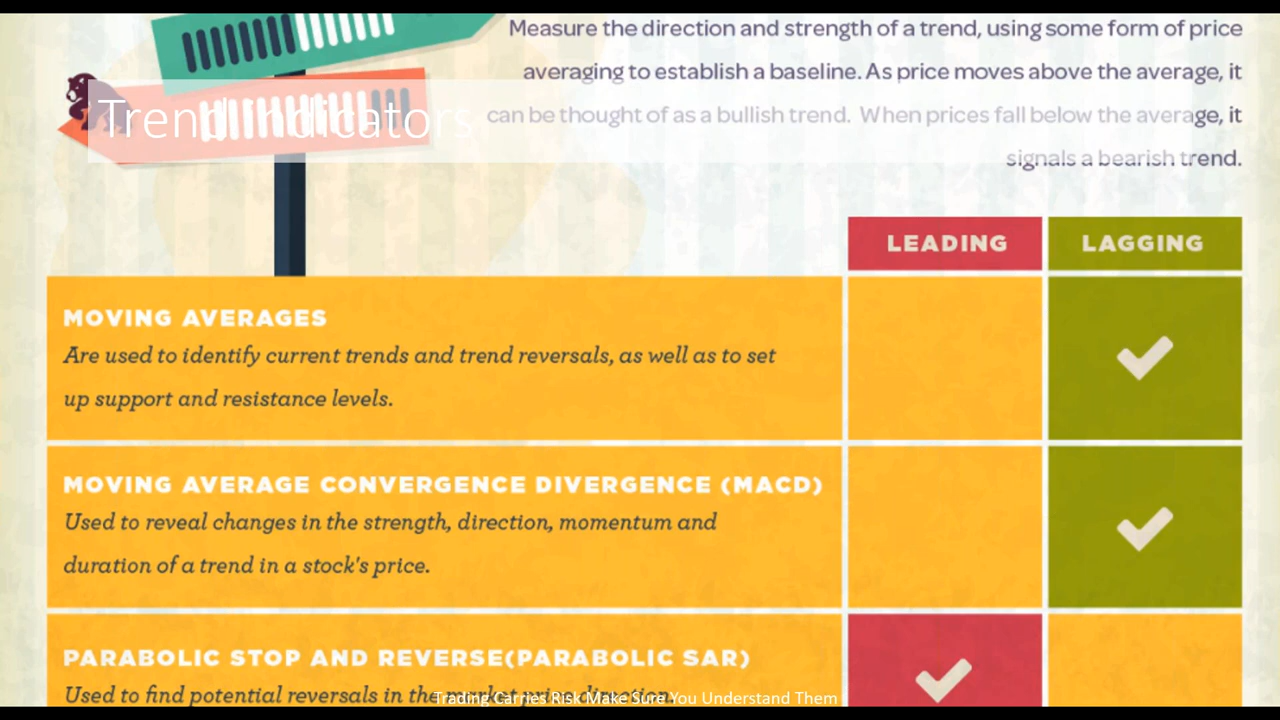 Measure the direction and strength of a trend, using some form of price
averaging to establish a baseline. As price moves above the average, it
Trend Indicators
can be thought of as a bullish trend. When prices fall below the average, it
signals a bearish trend.
LEADING LAGGING
MOVING AVERAGES
Are used to identify current trends and trend reversals, as well as to set
up support and resistance levels.
MOVING AVERAGE CONVERGENCE DIVERGENCE (MACD)
Used to reveal changes in the strength, direction, momentum and
duration of a trend in a stock's price.
PARABOLIC STOP AND REVERSE(PARABOLIC SAR)
Used to find potential reversals in the market price direction.
Trading Carries Risk Make Sure You Understand Them